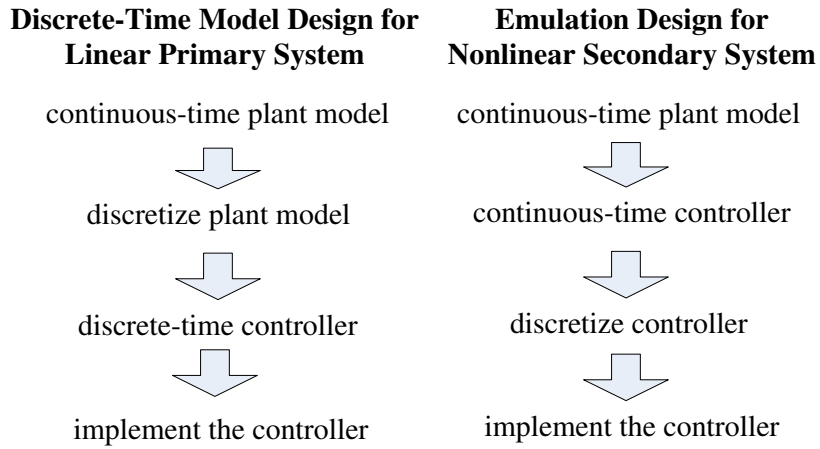 Discrete-Time Model Design for
Linear Primary System
continuous-time plant model
discretize plant model
discrete-time controller
implement the controller
Emulation Design for
Nonlinear Secondary System
continuous-time plant model
continuous-time controller
discretize controller
implement the controller